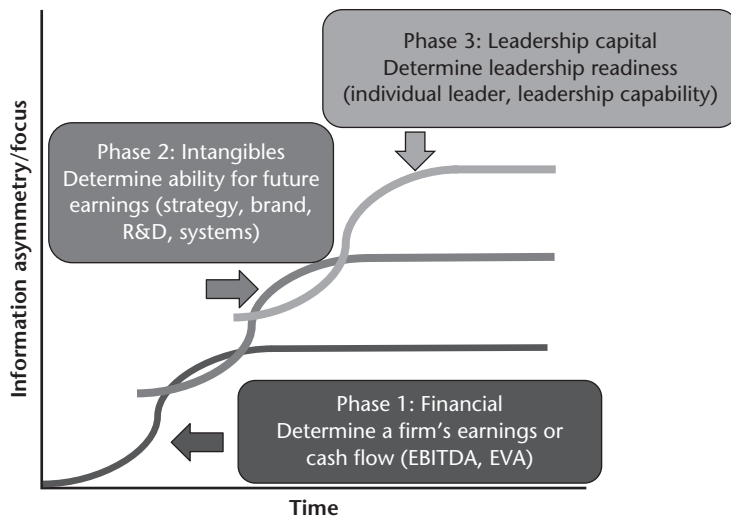 Phase 3: Leadership capital
Determine leadership readiness
(individual leader, leadership capability)
Phase 2: Intangibles
Determine ability for future
earnings (strategy, brand,
R&D, systems)
Phase 1: Financial
Determine a firm’s earnings or
cash flow (EBITDA, EVA)
Information asymmetry/focus
Time